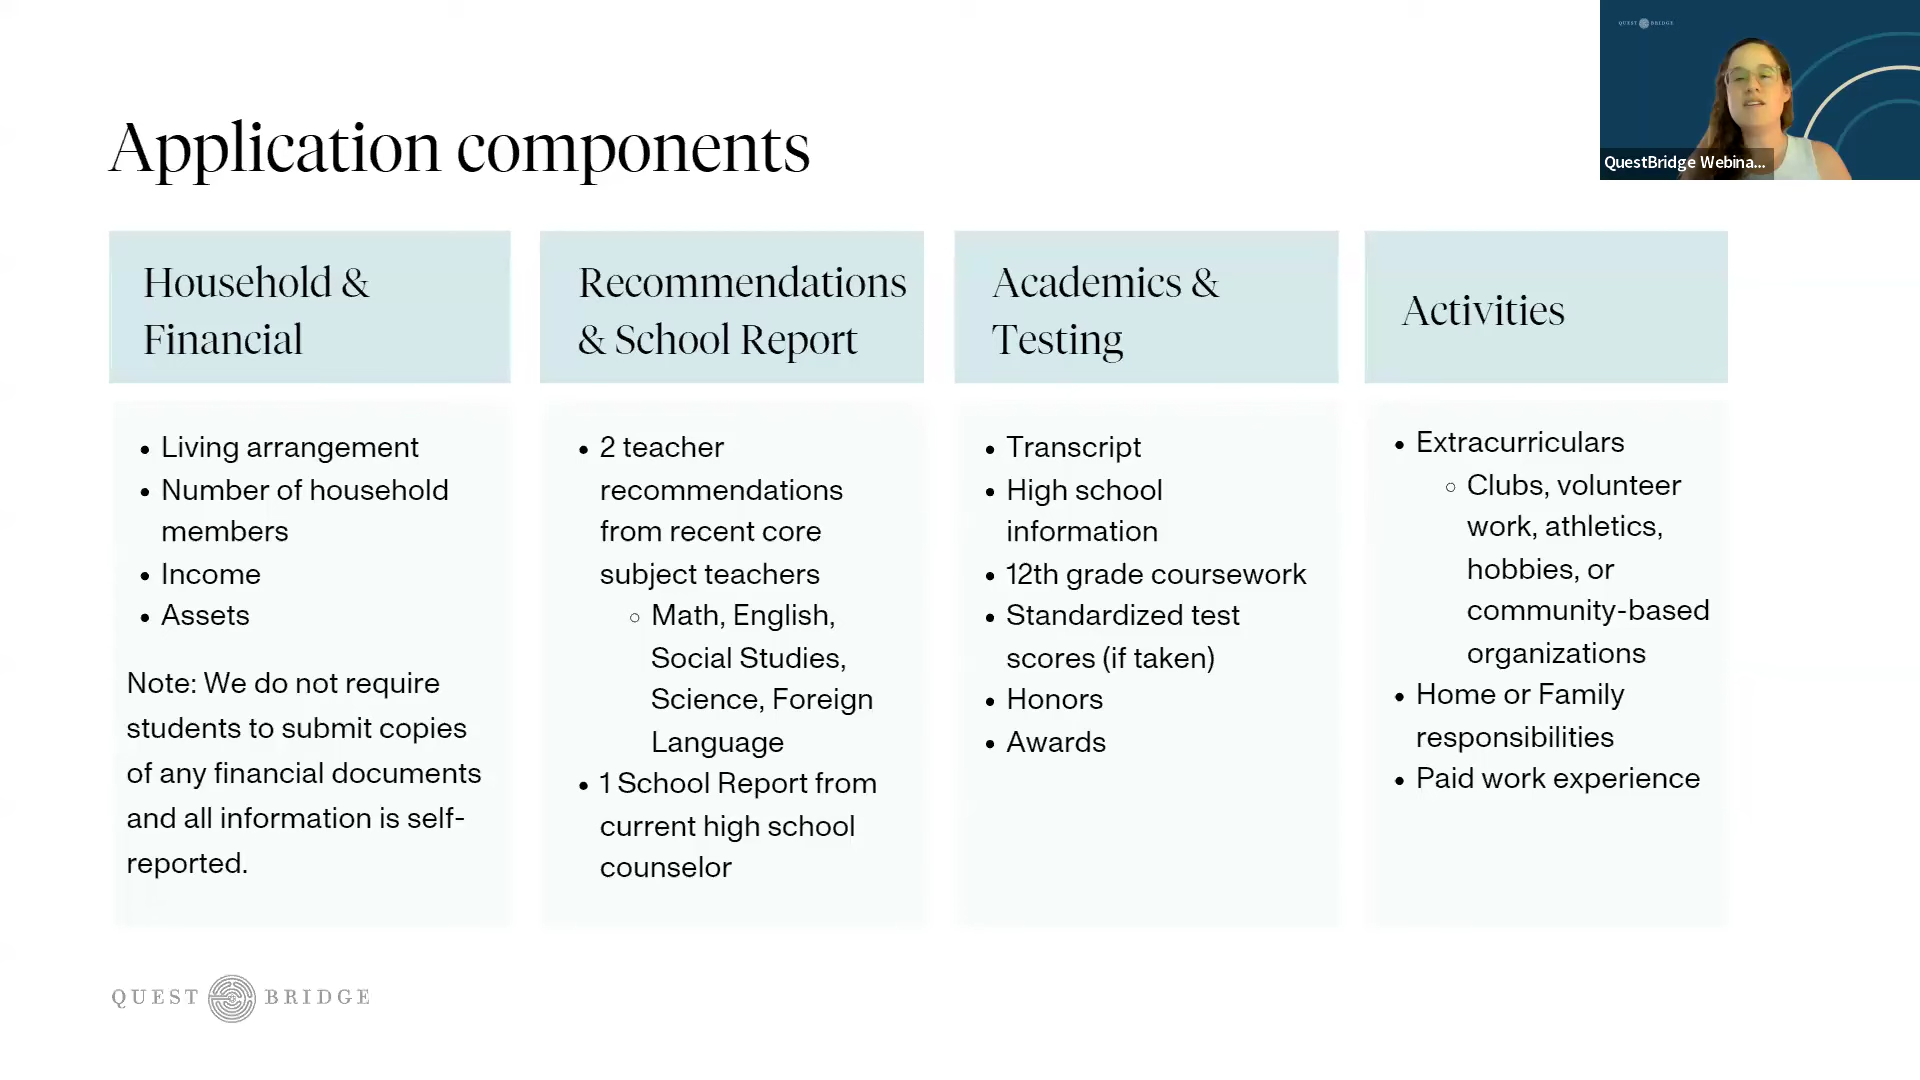 QUEST BRIDGE
QuestBridge Webina...
Application components
Household &
Financial
• Living arrangement
• Number of household
members
• Income
• Assets
Note: We do not require
students to submit copies
of any financial documents
and all information is self-
reported.
Recommendations
& School Report
• 2 teacher
recommendations
from recent core
subject teachers
◦ Math, English,
Social Studies,
Science, Foreign
Language
• 1 School Report from
current high school
counselor
Academics &
Testing
• Transcript
• High school
information
• 12th grade coursework
• Standardized test
scores (if taken)
• Honors
• Awards
Activities
• Extracurriculars
◦ Clubs, volunteer
work, athletics,
hobbies, or
community-based
organizations
• Home or Family
responsibilities
• Paid work experience
QUEST BRIDGE